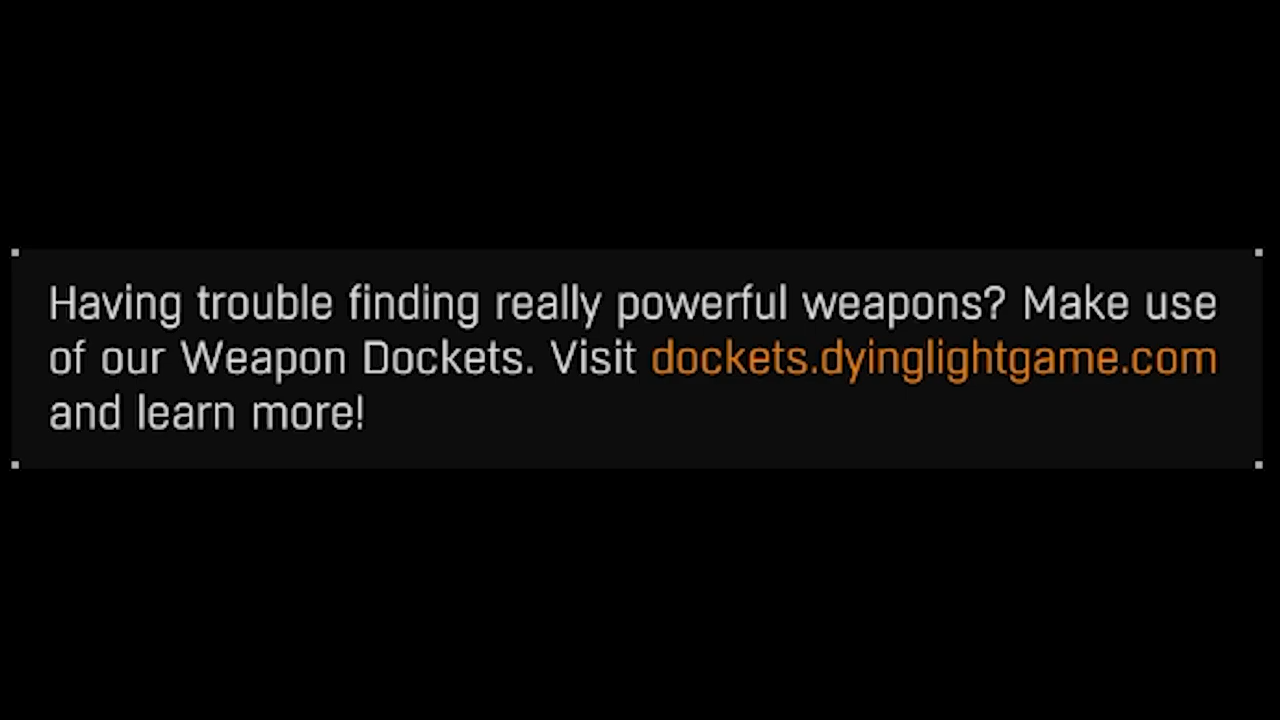 Having trouble finding really powerful weapons? Make use
of our Weapon Dockets. Visit dockets.dyinglightgame.com
and learn more!